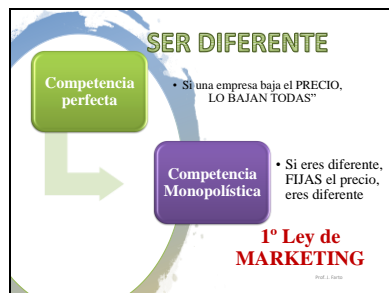 SER DIFERENTE
Competencia
perfecta
• Si una empresa baja el PRECIO,
LO BAJAN TODAS”
Competencia
Monopolística
• Si eres diferente,
FIJAS el precio,
eres diferente
1º Ley de
MARKETING
Prof. J.